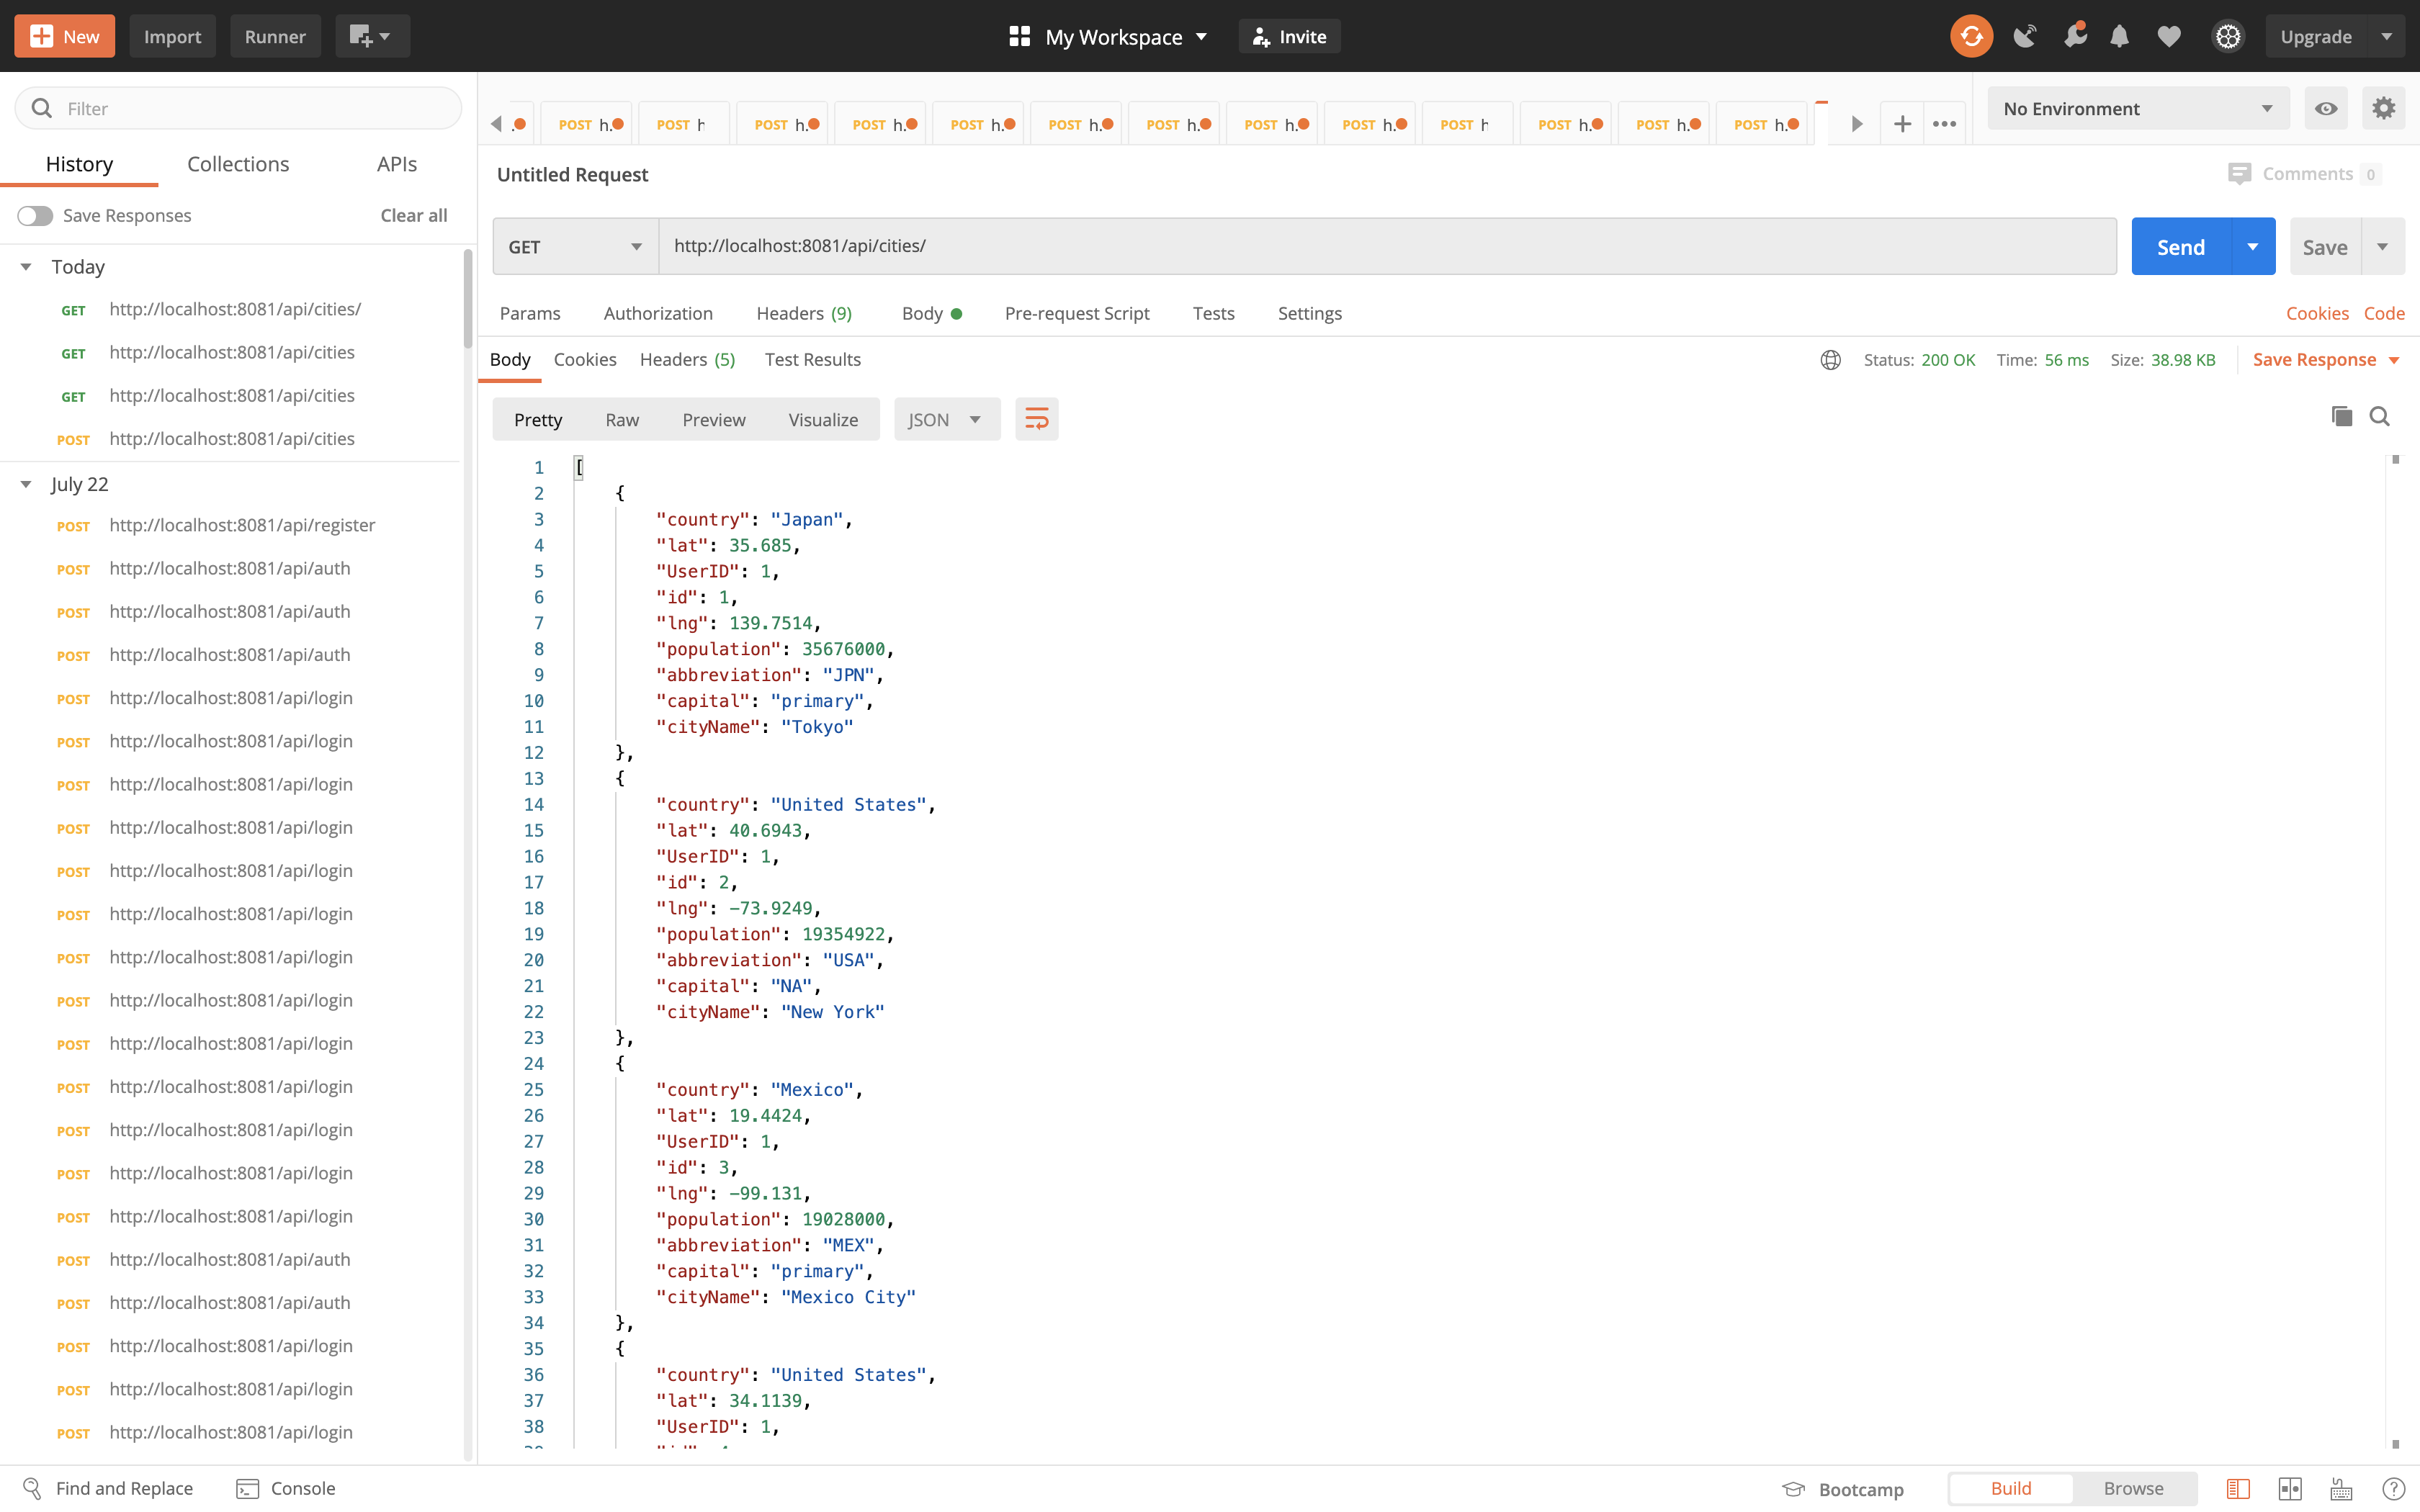 New Import Runner My Workspace Invite Upgrade
Filter
POST h. POST h POST h. POST h. POST h. POST h. POST h. POST h. POST h. POST h POST h. POST h. POST h. No Environment
History Collections APIs
Untitled Request Comments 0
Save Responses Clear all
GET http://localhost:8081/api/cities/ Send Save
Today
GET http://localhost:8081/api/cities/
GET http://localhost:8081/api/cities
GET http://localhost:8081/api/cities
POST http://localhost:8081/api/cities
July 22
POST http://localhost:8081/api/register
POST http://localhost:8081/api/auth
POST http://localhost:8081/api/auth
POST http://localhost:8081/api/auth
POST http://localhost:8081/api/login
POST http://localhost:8081/api/login
POST http://localhost:8081/api/login
POST http://localhost:8081/api/login
POST http://localhost:8081/api/login
POST http://localhost:8081/api/login
POST http://localhost:8081/api/login
POST http://localhost:8081/api/login
POST http://localhost:8081/api/login
POST http://localhost:8081/api/login
POST http://localhost:8081/api/login
POST http://localhost:8081/api/login
POST http://localhost:8081/api/login
POST http://localhost:8081/api/auth
POST http://localhost:8081/api/auth
POST http://localhost:8081/api/login
POST http://localhost:8081/api/login
POST http://localhost:8081/api/login
Params Authorization Headers (9) Body Pre-request Script Tests Settings Cookies Code
Body Cookies Headers (5) Test Results Status: 200 OK Time: 56 ms Size: 38.98 KB Save Response
Pretty Raw Preview Visualize JSON
1 [
2 {
3 "country": "Japan",
4 "lat": 35.685,
5 "UserID": 1,
6 "id": 1,
7 "lng": 139.7514,
8 "population": 35676000,
9 "abbreviation": "JPN",
10 "capital": "primary",
11 "cityName": "Tokyo"
12 },
13 {
14 "country": "United States",
15 "lat": 40.6943,
16 "UserID": 1,
17 "id": 2,
18 "lng": -73.9249,
19 "population": 19354922,
20 "abbreviation": "USA",
21 "capital": "NA",
22 "cityName": "New York"
23 },
24 {
25 "country": "Mexico",
26 "lat": 19.4424,
27 "UserID": 1,
28 "id": 3,
29 "lng": -99.131,
30 "population": 19028000,
31 "abbreviation": "MEX",
32 "capital": "primary",
33 "cityName": "Mexico City"
34 },
35 {
36 "country": "United States",
37 "lat": 34.1139,
38 "UserID": 1,
Find and Replace Console Bootcamp Build Browse